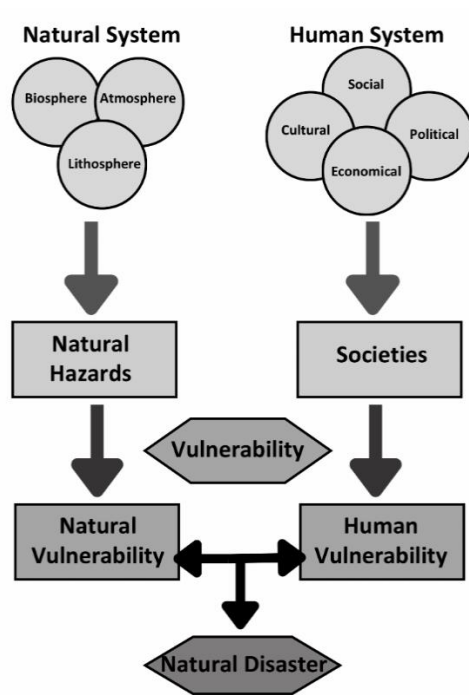 Natural System
Human System
Biosphere
Atmosphere
Lithosphere
Social
Cultural
Political
Economical
Natural
Hazards
Societies
Vulnerability
Natural
Vulnerability
Human
Vulnerability
Natural Disaster